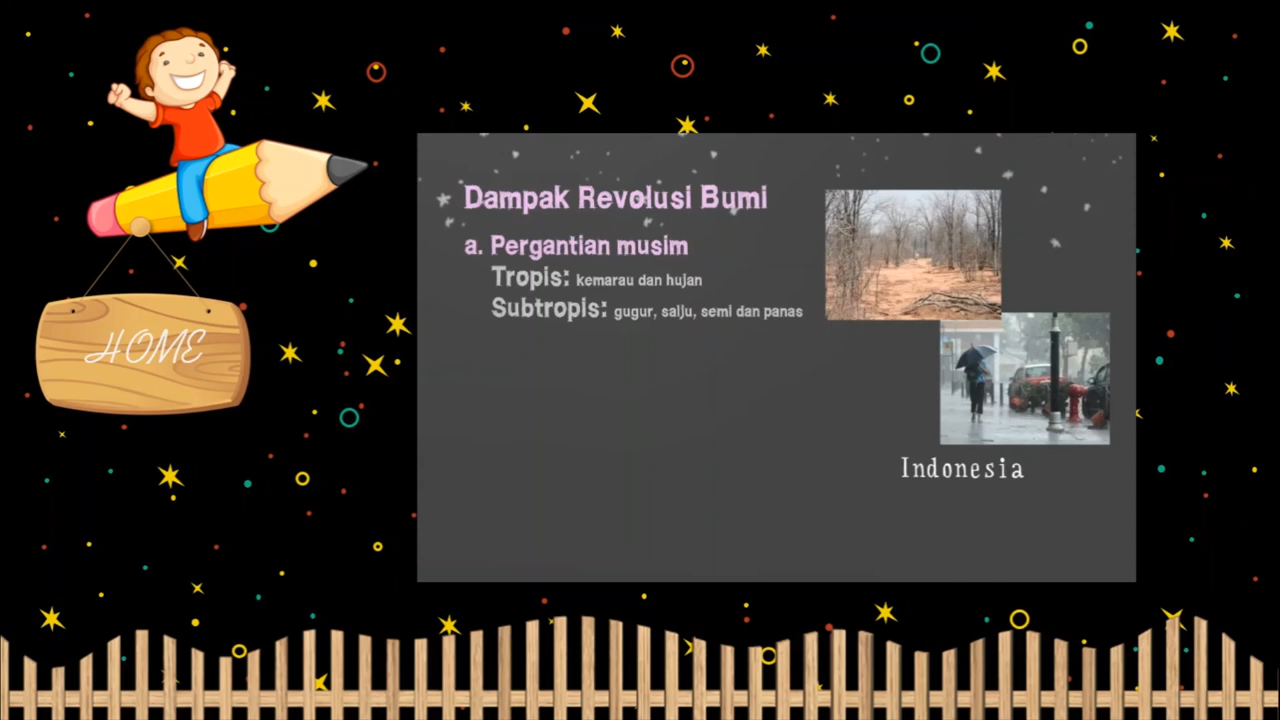 HOME
Dampak Revolusi Bumi
a. Pergantian musim
Tropis: kemarau dan hujan
Subtropis: gugur, salju, semi dan panas
Indonesia